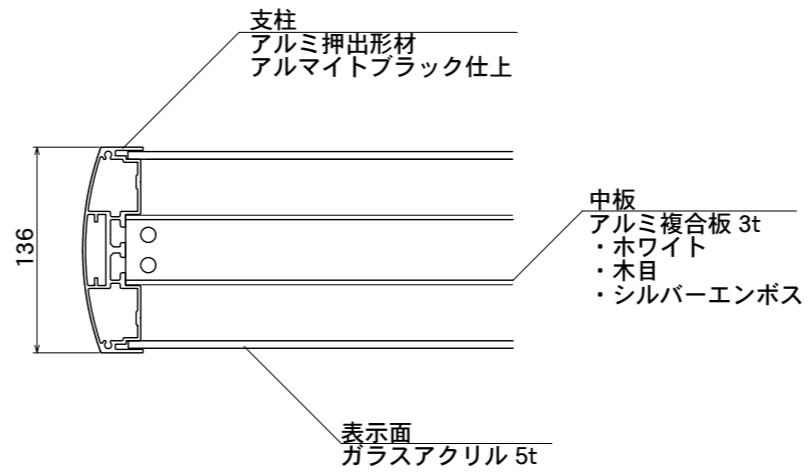 支柱
アルミ押出形材
アルマイトブラック仕上
136
中板
アルミ複合板 3t
・ホワイト
・木目
・シルバーエンボス
表示面
ガラスアクリル 5t